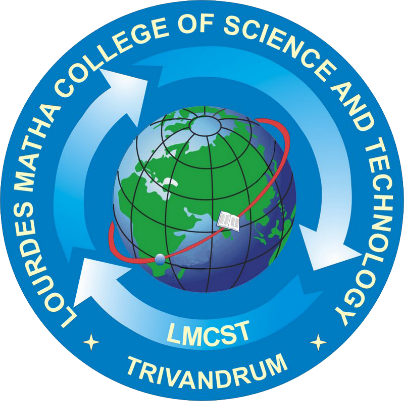 LOURDES MATHA COLLEGE OF SCIENCE AND TECHNOLOGY
LMCST
TRIVANDRUM